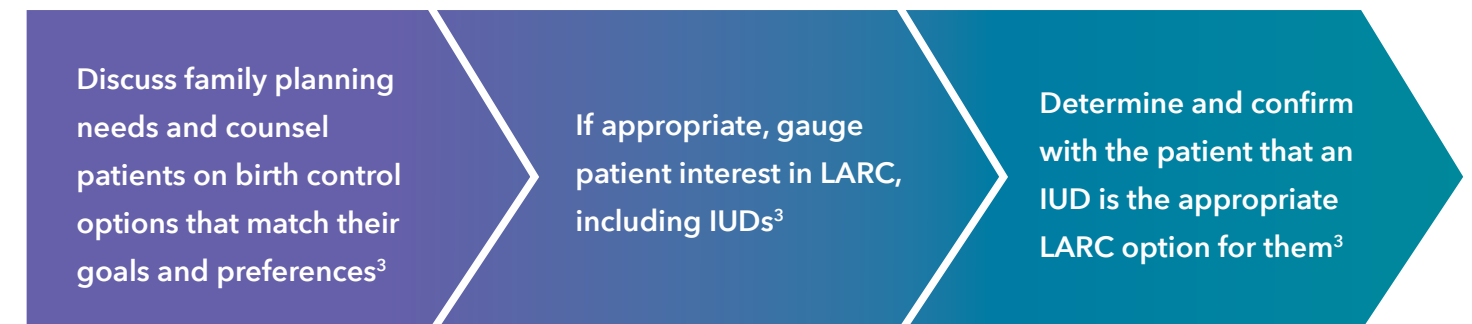 Discuss family planning
needs and counsel
patients on birth control
options that match their
goals and preferences³
If appropriate, gauge
patient interest in LARC,
including IUDs³
Determine and confirm
with the patient that an
IUD is the appropriate
LARC option for them³